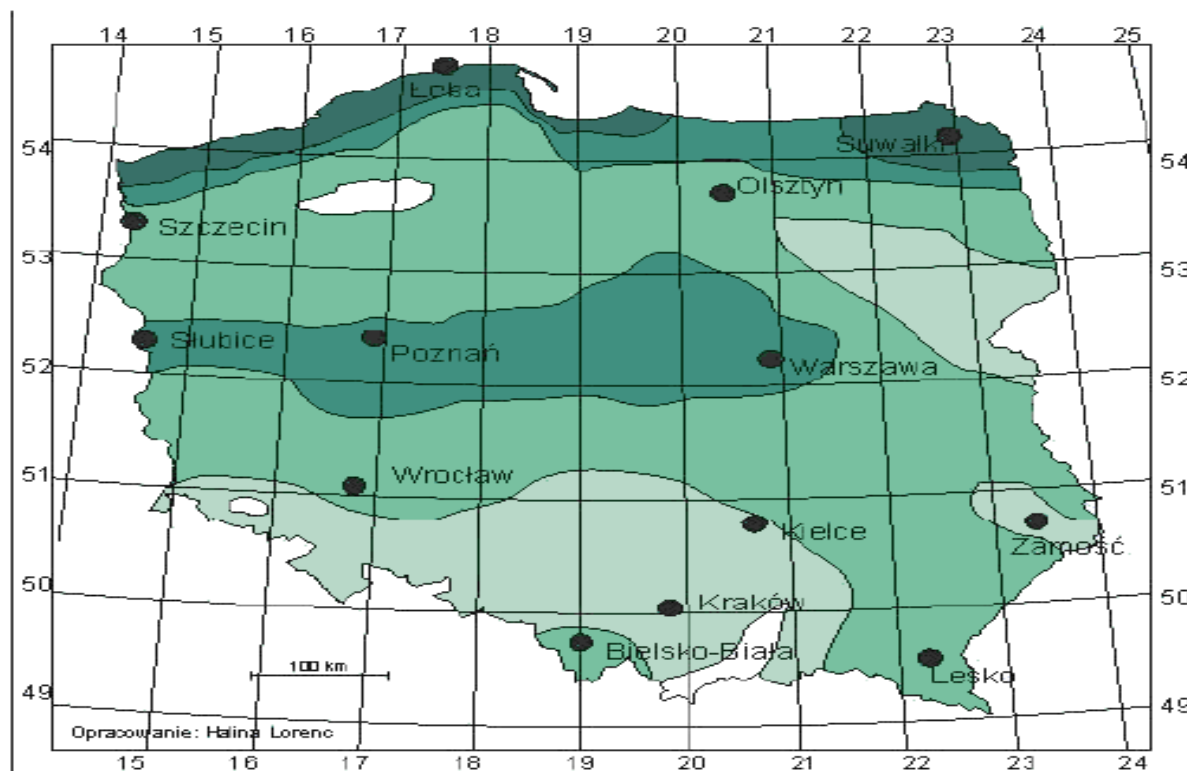 14 15 16 17 18 19 20 21 22 23 24 25
Łeba
54
Suwałki
54
Olsztyn
Szczecin
53
53
Słubice
Poznań
Warszawa
52
52
Wrocław
51
51
Kielce
Zamość.
50
50
Kraków
Bielsko-Biała
100 km
Lesko
49
49
Opracowanie: Halina Lorenc
15 16 17 18 19 20 21 22 23 24